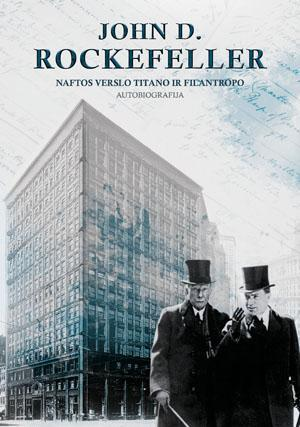 JOHN D.
ROCKEFELLER
NAFTOS VERSLO TITANO IR FILANTROPO
AUTOBIOGRAFIJA